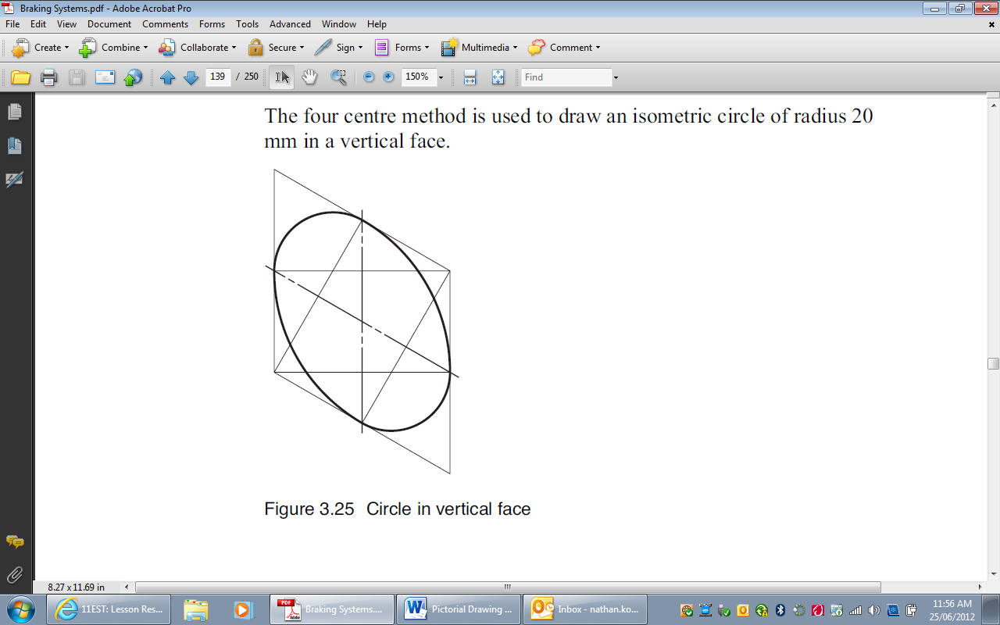 Braking Systems.pdf - Adobe Acrobat Pro
File Edit View Document Comments Forms Tools Advanced Window Help
Create Combine Collaborate Secure Sign Forms Multimedia Comment
139 / 250 150% Find
The four centre method is used to draw an isometric circle of radius 20
mm in a vertical face.
Figure 3.25 Circle in vertical face
8.27 x 11.69 in
11EST: Lesson Res... Braking Systems.... Pictorial Drawing ... Inbox - nathan.ko...
11:56 AM
25/06/2012